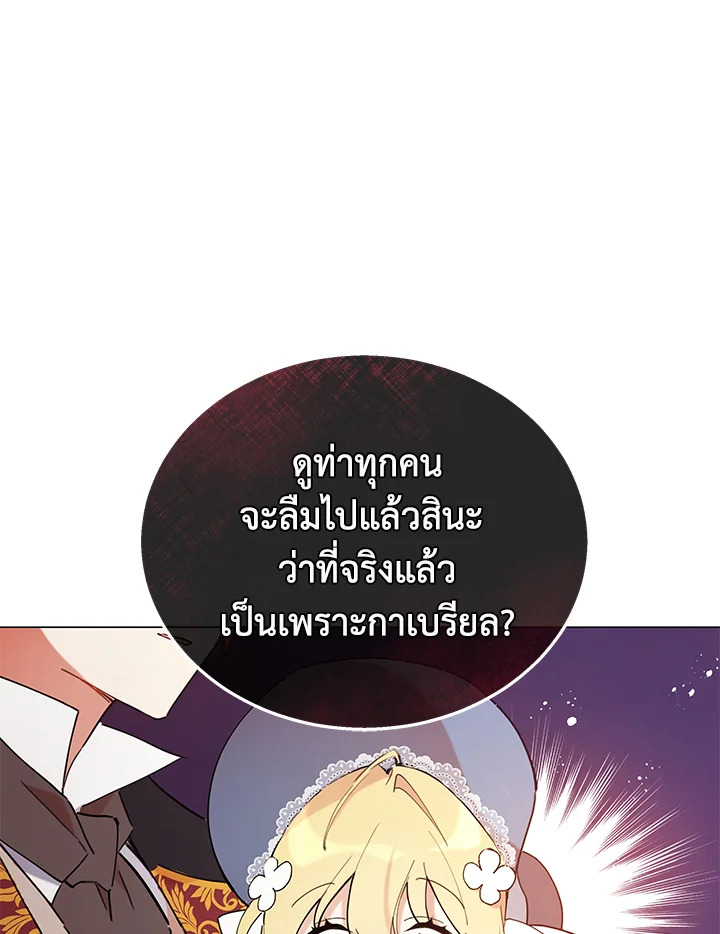 ดูท่าทุกคน
จะลืมไปแล้วสินะ
ว่าที่จริงแล้ว
เป็นเพราะกาเบรียล?